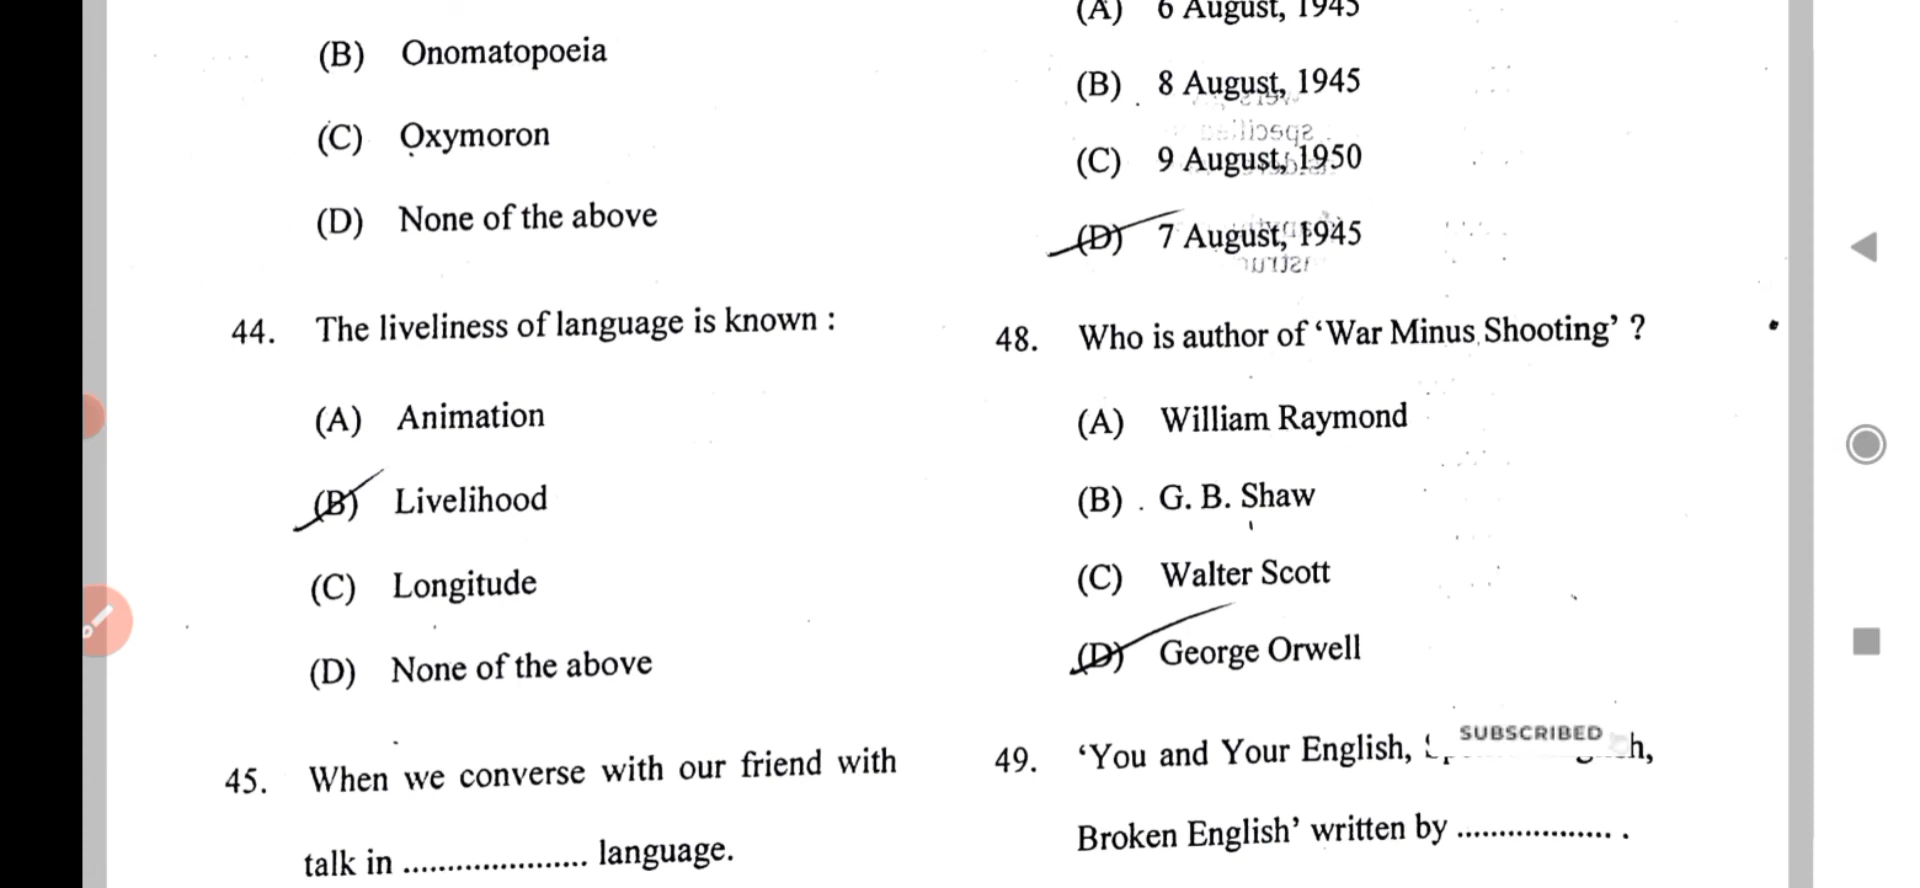 (B) Onomatopoeia
(C) Oxymoron
(D) None of the above
44. The liveliness of language is known :
(A) Animation
(B) Livelihood
(C) Longitude
(D) None of the above
45. When we converse with our friend with
talk in .................... language.
(A) 6 August, 1945
(B) 8 August, 1945
(C) 9 August, 1950
(D) 7 August, 1945
48. Who is author of ‘War Minus Shooting’ ?
(A) William Raymond
(B) G. B. Shaw
(C) Walter Scott
(D) George Orwell
49. ‘You and Your English,
SUBSCRIBED
Broken English’ written by .................. .